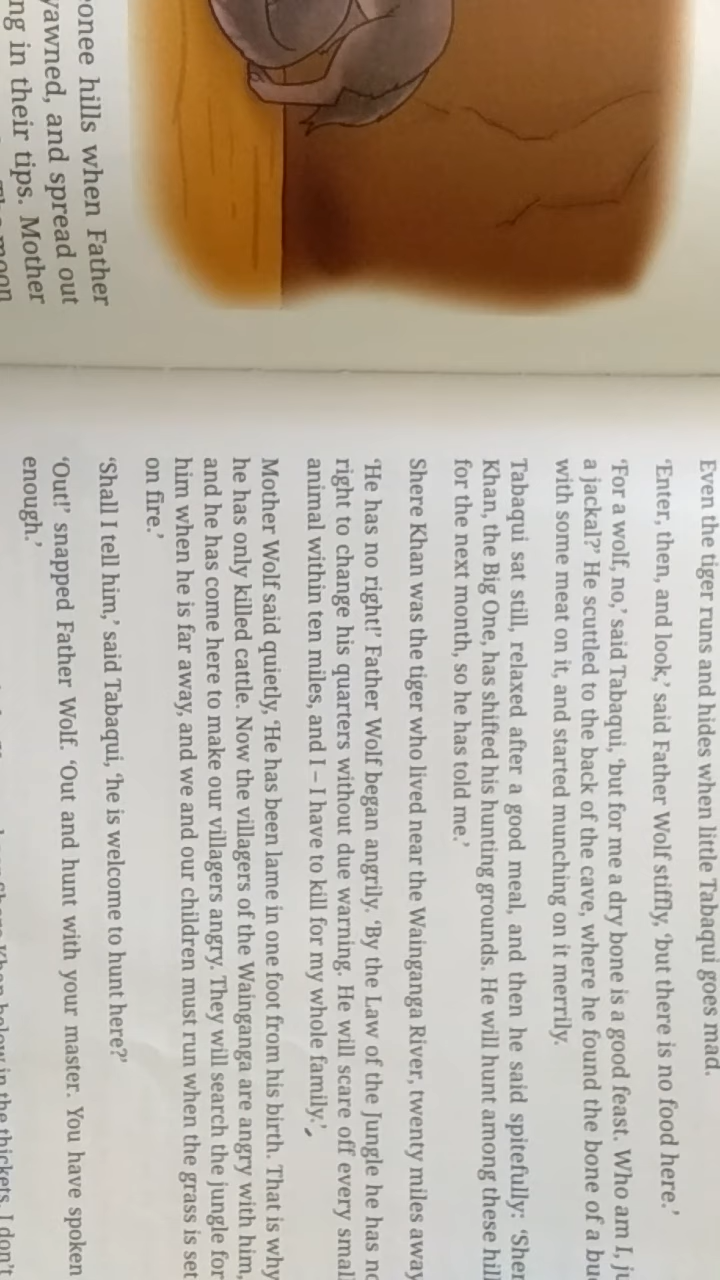 eonee hills when Father
yawned, and spread out
ng in their tips. Mother
moon
Even the tiger runs and hides when little Tabaqui goes mad.
‘Enter, then, and look,’ said Father Wolf stiffly, ‘but there is no food here.’
‘For a wolf, no,’ said Tabaqui, ‘but for me a dry bone is a good feast. Who am I, j
a jackal?’ He scuttled to the back of the cave, where he found the bone of a bu
with some meat on it, and started munching on it merrily.
Tabaqui sat still, relaxed after a good meal, and then he said spitefully: ‘Sher
Khan, the Big One, has shifted his hunting grounds. He will hunt among these hill
for the next month, so he has told me.’
Shere Khan was the tiger who lived near the Wainganga River, twenty miles away
‘He has no right!’ Father Wolf began angrily. ‘By the Law of the Jungle he has no
right to change his quarters without due warning. He will scare off every smal
animal within ten miles, and I – I have to kill for my whole family.’
Mother Wolf said quietly, ‘He has been lame in one foot from his birth. That is why
he has only killed cattle. Now the villagers of the Wainganga are angry with him,
and he has come here to make our villagers angry. They will search the jungle for
him when he is far away, and we and our children must run when the grass is set
on fire.’
‘Shall I tell him,’ said Tabaqui, ‘he is welcome to hunt here?’
‘Out!’ snapped Father Wolf. ‘Out and hunt with your master. You have spoken
enough.’
Shere Khan below in the thickets. I don't